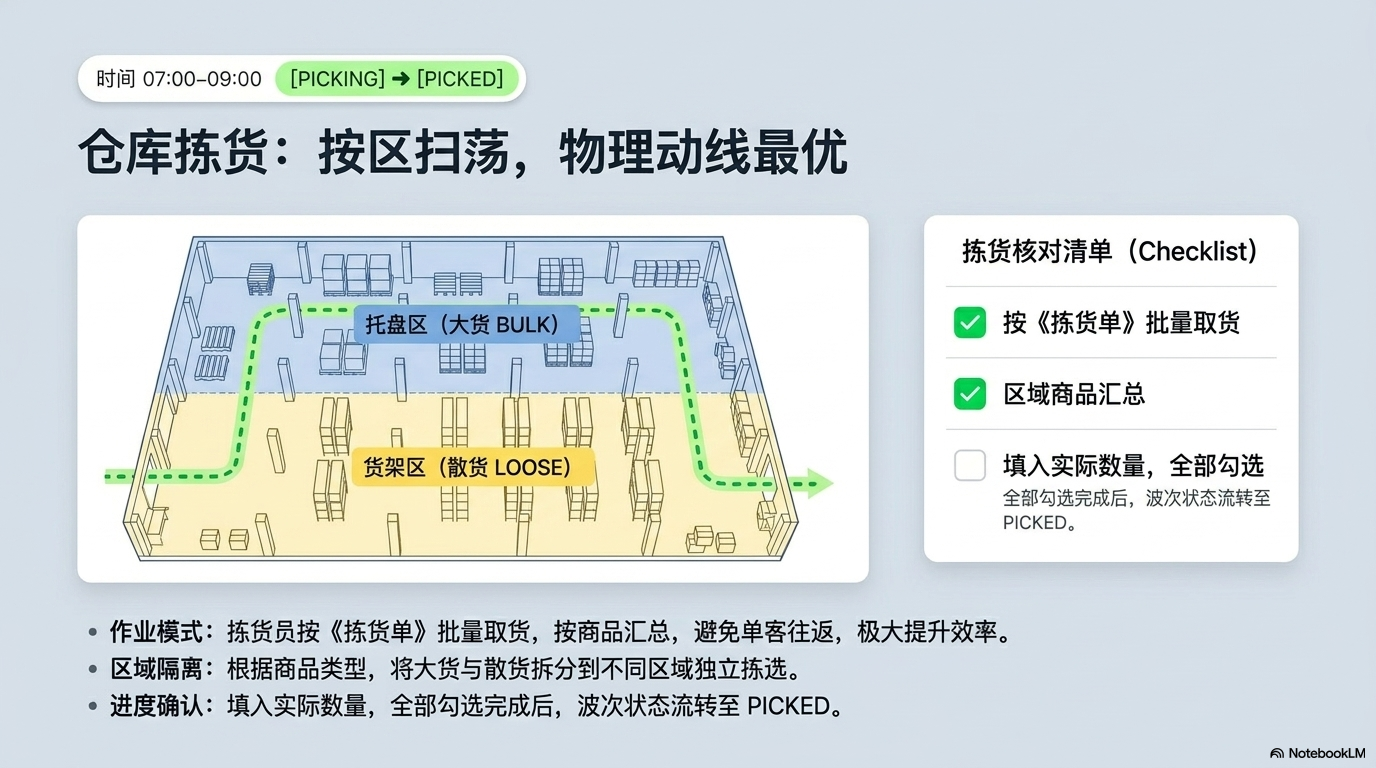 时间 07:00–09:00 [PICKING] ➔ [PICKED]
仓库拣货：按区扫荡，物理动线最优
托盘区（大货 BULK）
货架区（散货 LOOSE）
拣货核对清单（Checklist）
按《拣货单》批量取货
区域商品汇总
填入实际数量，全部勾选
全部勾选完成后，波次状态流转至
PICKED。
• 作业模式：拣货员按《拣货单》批量取货，按商品汇总，避免单客往返，极大提升效率。
• 区域隔离：根据商品类型，将大货与散货拆分到不同区域独立拣选。
• 进度确认：填入实际数量，全部勾选完成后，波次状态流转至 PICKED。
NotebookLM